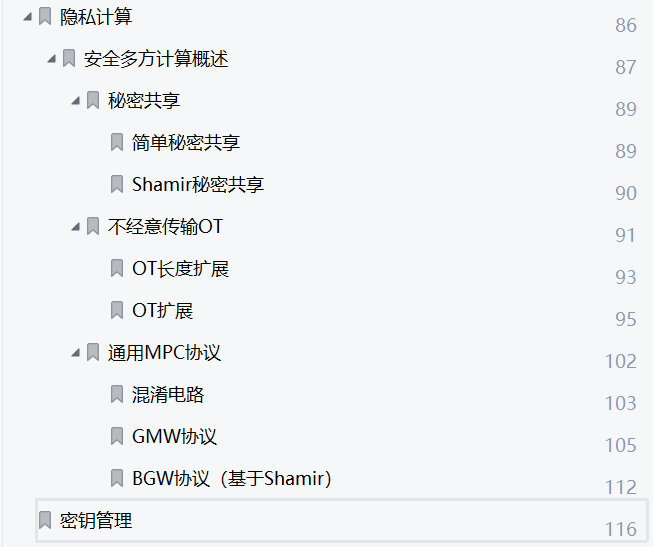 隐私计算 86
安全多方计算概述 87
秘密共享 89
简单秘密共享 89
Shamir秘密共享 90
不经意传输OT 91
OT长度扩展 93
OT扩展 95
通用MPC协议 102
混淆电路 103
GMW协议 105
BGW协议（基于Shamir） 112
密钥管理 116